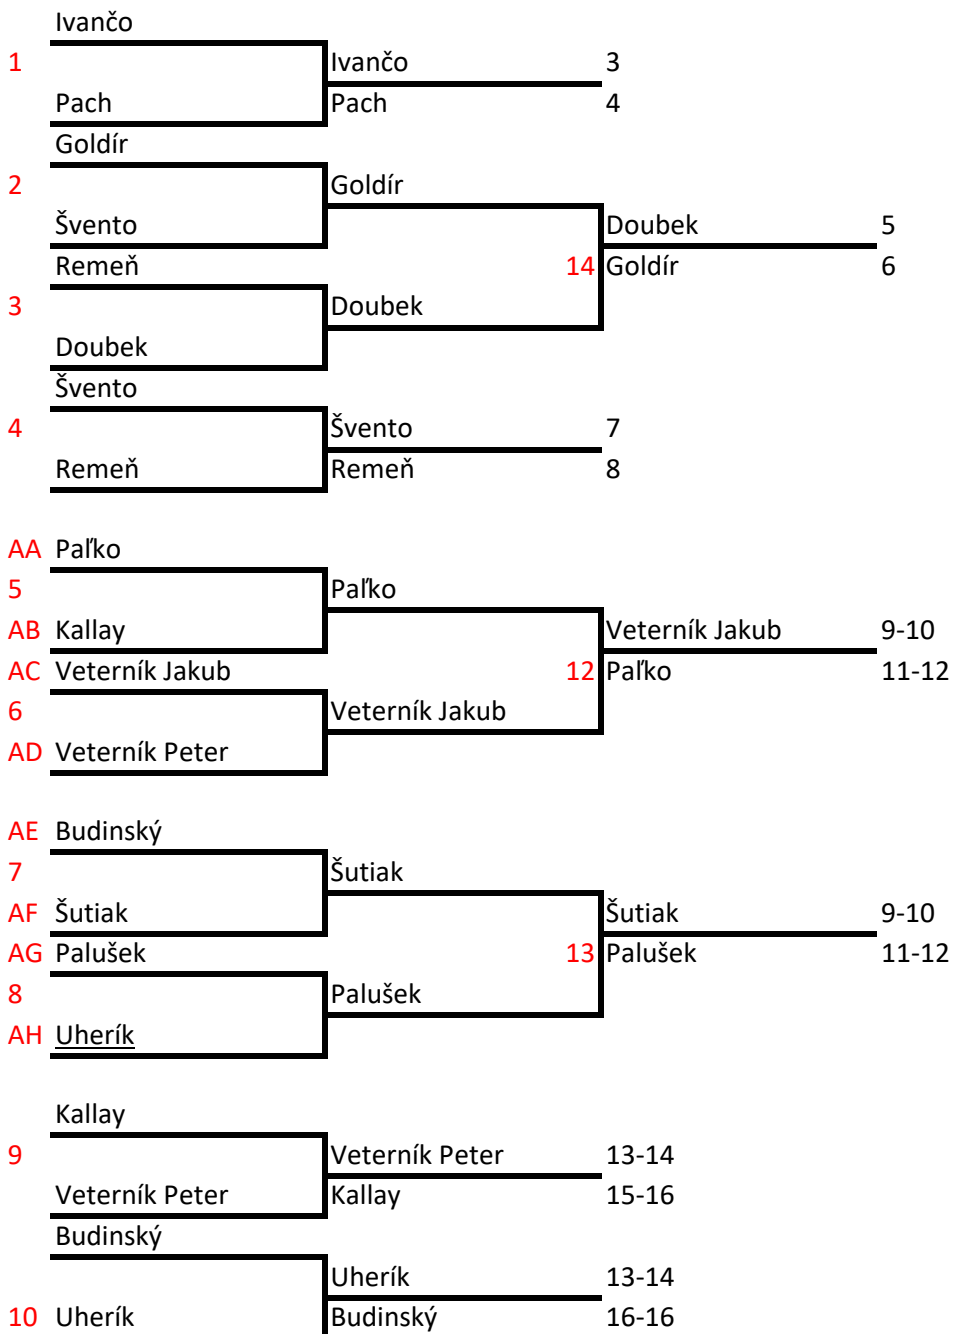 Ivančo
1 Ivančo 3
Pach Pach 4
Goldír
2 Goldír
Švento Doubek 5
Remeň 14 Goldír 6
3 Doubek
Doubek
Švento
4 Švento 7
Remeň Remeň 8
AA Paľko
5 Paľko
AB Kallay Veterník Jakub 9-10
AC Veterník Jakub 12 Paľko 11-12
6 Veterník Jakub
AD Veterník Peter
AE Budinský
7 Šutiak
AF Šutiak Šutiak 9-10
AG Palušek 13 Palušek 11-12
8 Palušek
AH Uherík
Kallay
9 Veterník Peter 13-14
Veterník Peter Kallay 15-16
Budinský
Uherík 13-14
10 Uherík Budinský 16-16